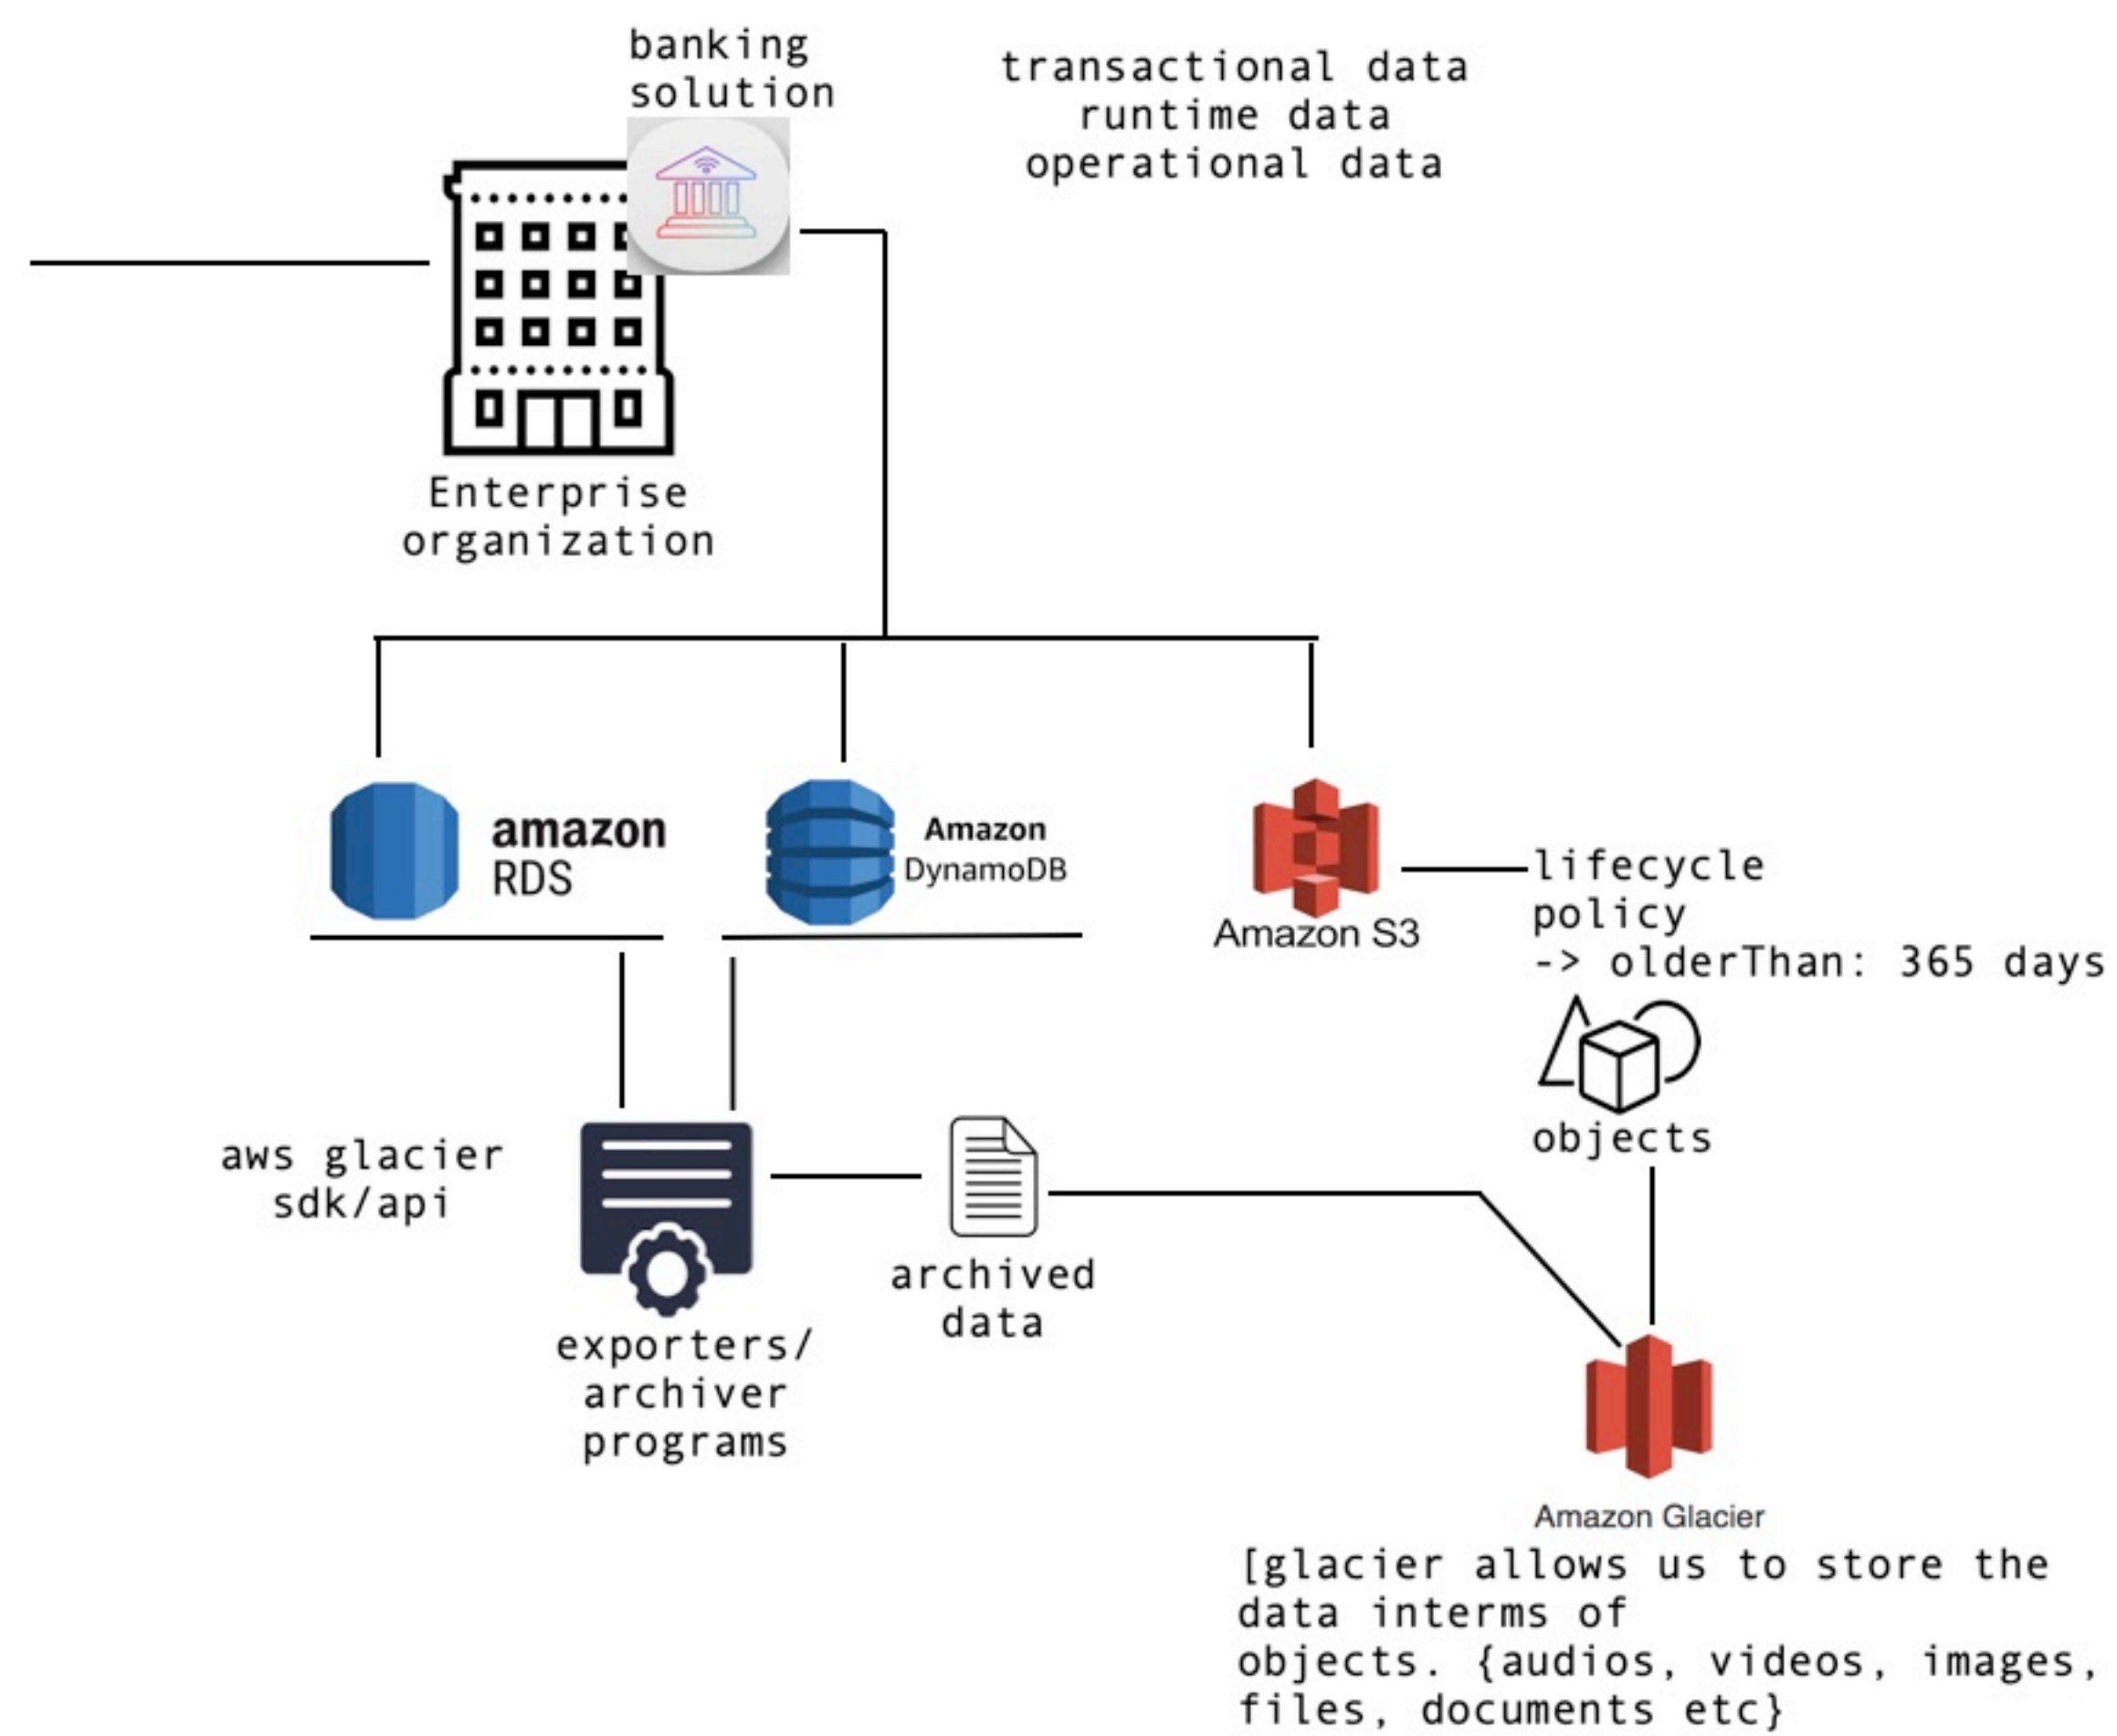 banking
solution
transactional data
runtime data
operational data
Enterprise
organization
amazon
RDS
Amazon
DynamoDB
Amazon S3
lifecycle
policy
-> olderThan: 365 days
objects
aws glacier
sdk/api
exporters/
archiver
programs
archived
data
Amazon Glacier
[glacier allows us to store the
data interms of
objects. {audios, videos, images,
files, documents etc}